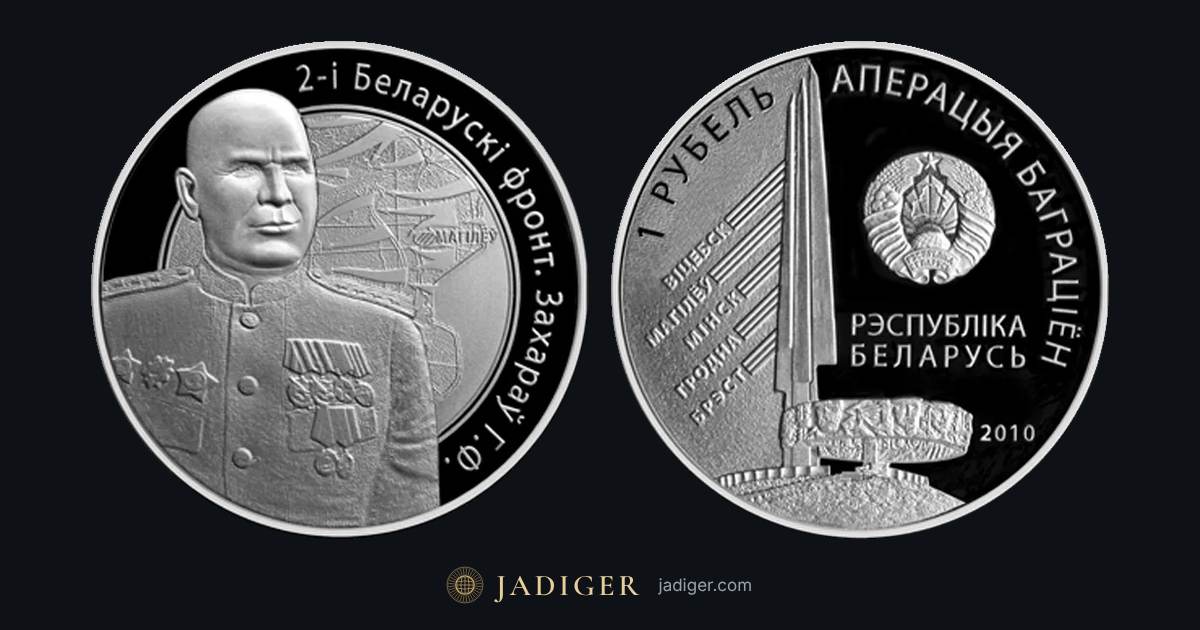 2-і Беларускі фронт. Захараў Г.Ф.
МАГІЛЁЎ
1 РУБЕЛЬ
АПЕРАЦЫЯ БАГРАЦІЁН
ВІЦЕБСК
МАГІЛЁЎ
МІНСК
ГРОДНА
БРЭСТ
РЭСПУБЛІКА
БЕЛАРУСЬ
2010
JADIGER
jadiger.com